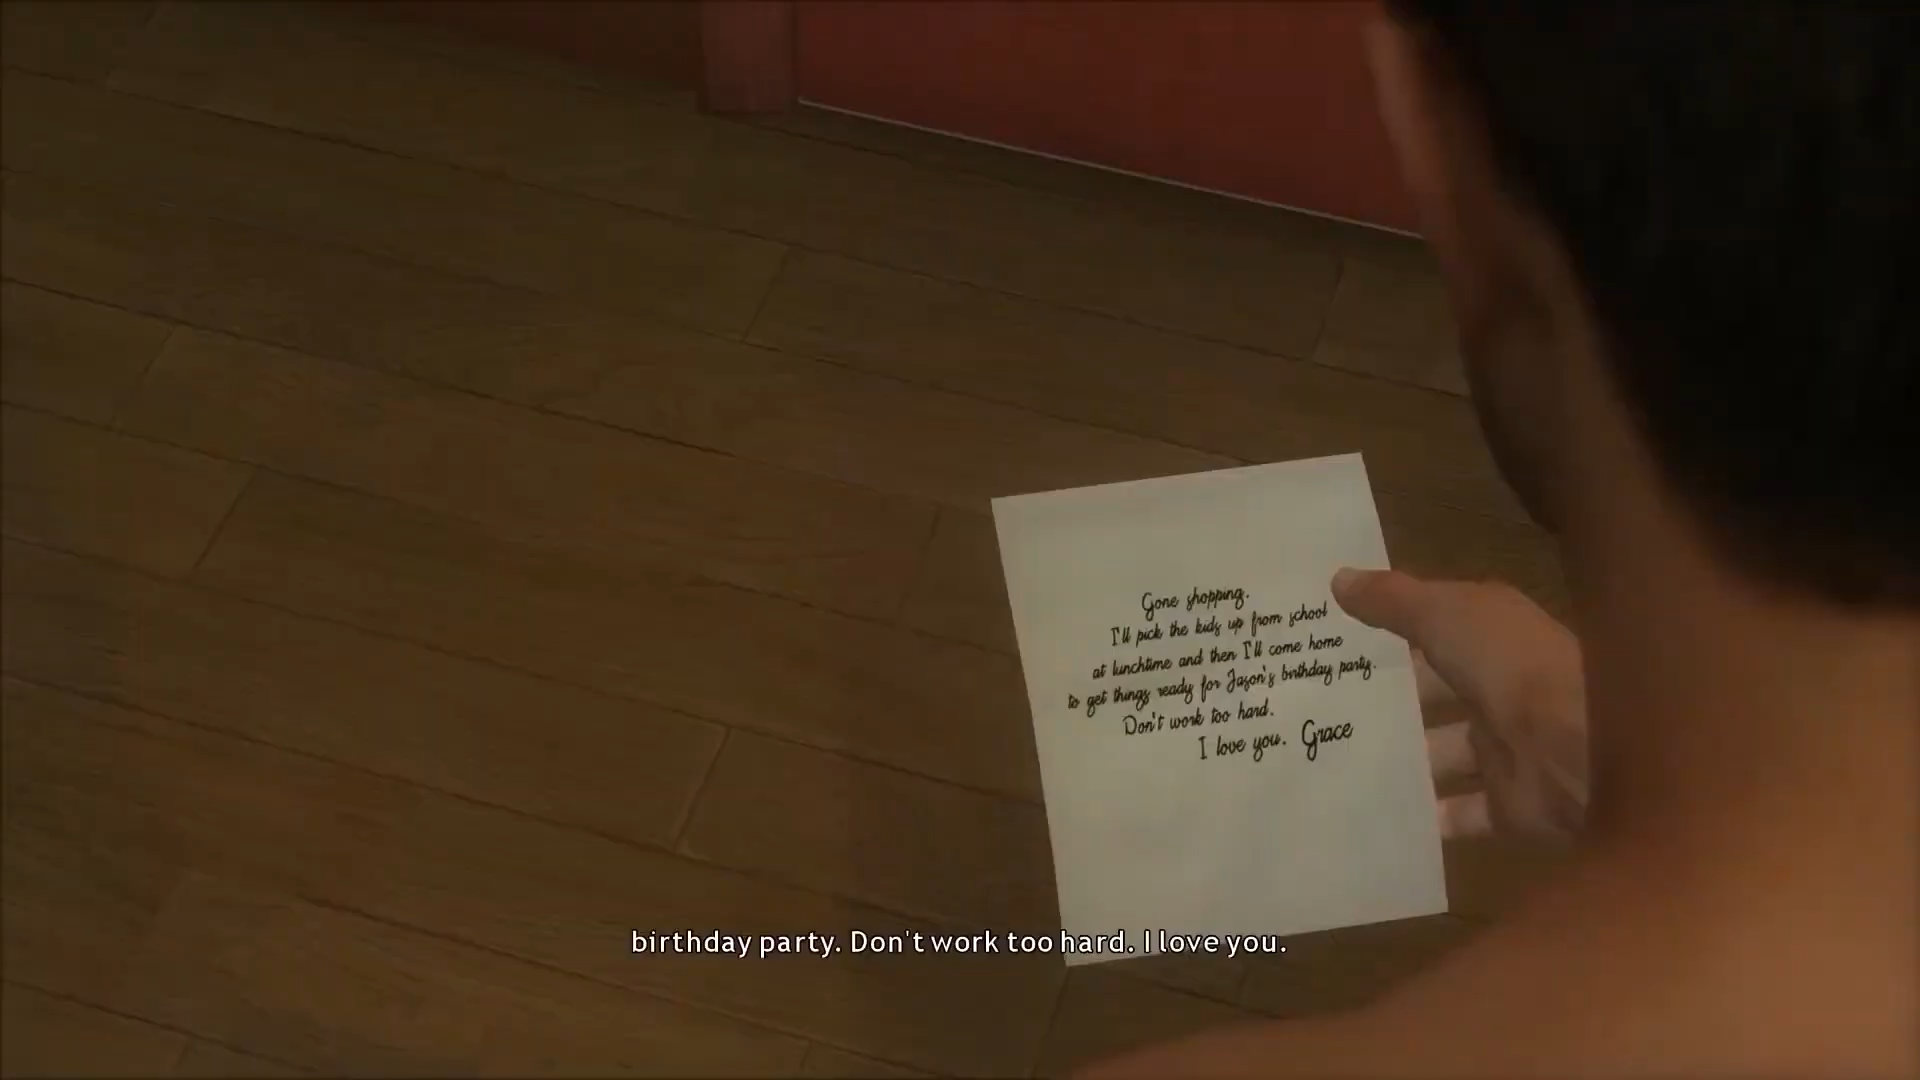 Gone shopping.
I'll pick the kids up from school
at lunchtime and then I'll come home
to get things ready for Jason's birthday party.
Don't work too hard.
I love you. Grace
birthday party. Don't work too hard. I love you.